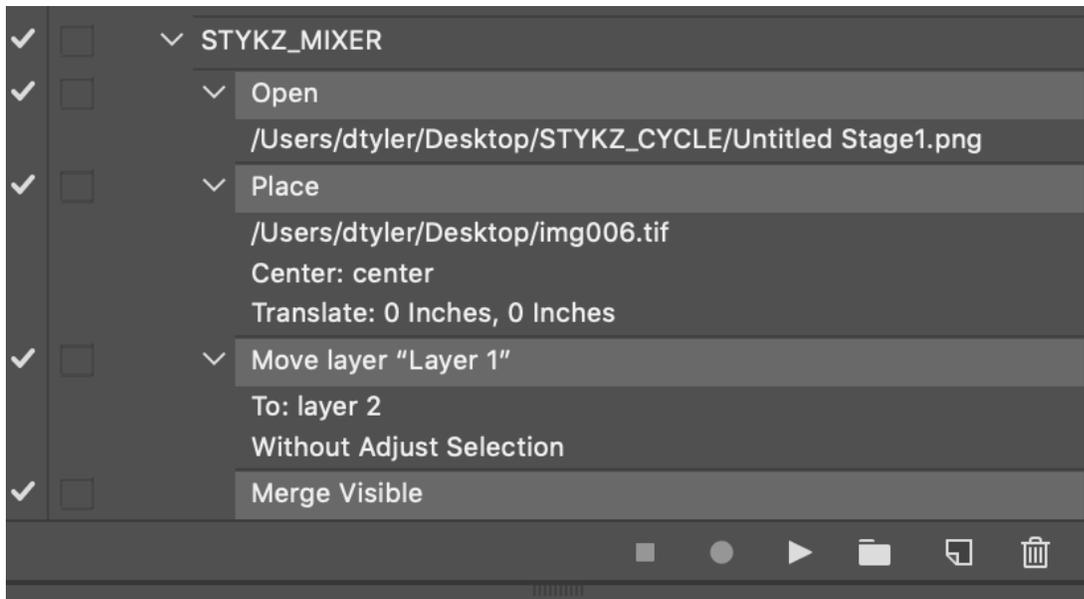 STYKZ_MIXER
Open
/Users/dtyler/Desktop/STYKZ_CYCLE/Untitled Stage1.png
Place
/Users/dtyler/Desktop/img006.tif
Center: center
Translate: 0 Inches, 0 Inches
Move layer “Layer 1”
To: layer 2
Without Adjust Selection
Merge Visible